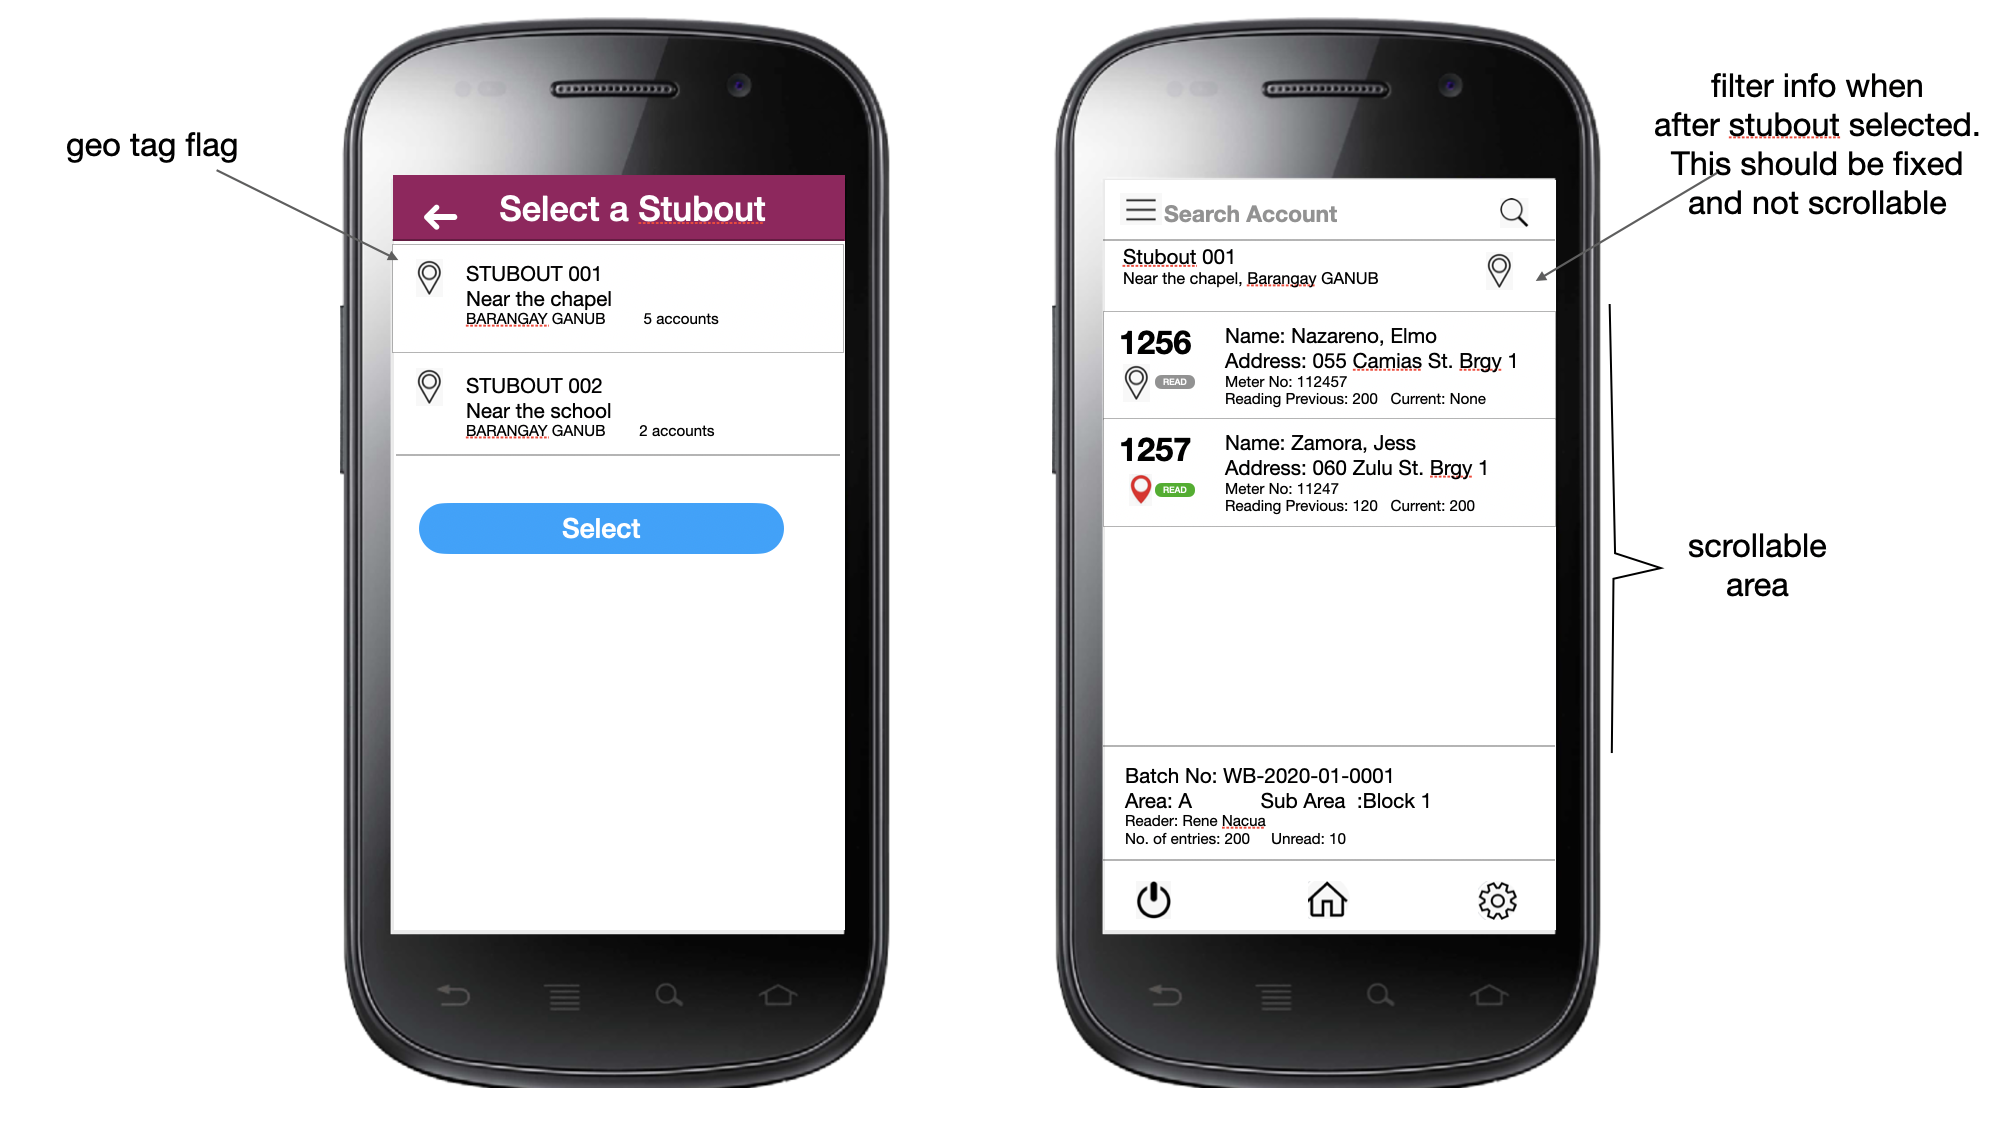 geo tag flag
Select a Stubout
STUBOUT 001
Near the chapel
BARANGAY GANUB 5 accounts
STUBOUT 002
Near the school
BARANGAY GANUB 2 accounts
Select
filter info when
after stubout selected.
This should be fixed
and not scrollable
Search Account
Stubout 001
Near the chapel, Barangay GANUB
1256
READ
Name: Nazareno, Elmo
Address: 055 Camias St. Brgy 1
Meter No: 112457
Reading Previous: 200 Current: None
1257
READ
Name: Zamora, Jess
Address: 060 Zulu St. Brgy 1
Meter No: 11247
Reading Previous: 120 Current: 200
scrollable
area
Batch No: WB-2020-01-0001
Area: A Sub Area :Block 1
Reader: Rene Nacua
No. of entries: 200 Unread: 10